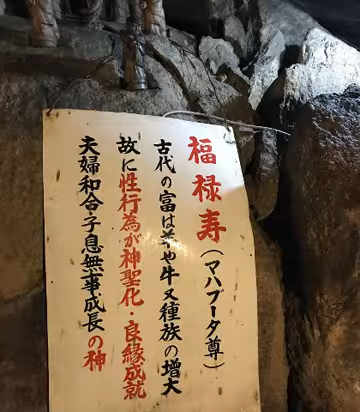 福禄寿(マハブータ尊)
古代の富は羊や牛又種族の増大
故に性行為が神聖化・良縁成就
夫婦和合・子息無事成長の神